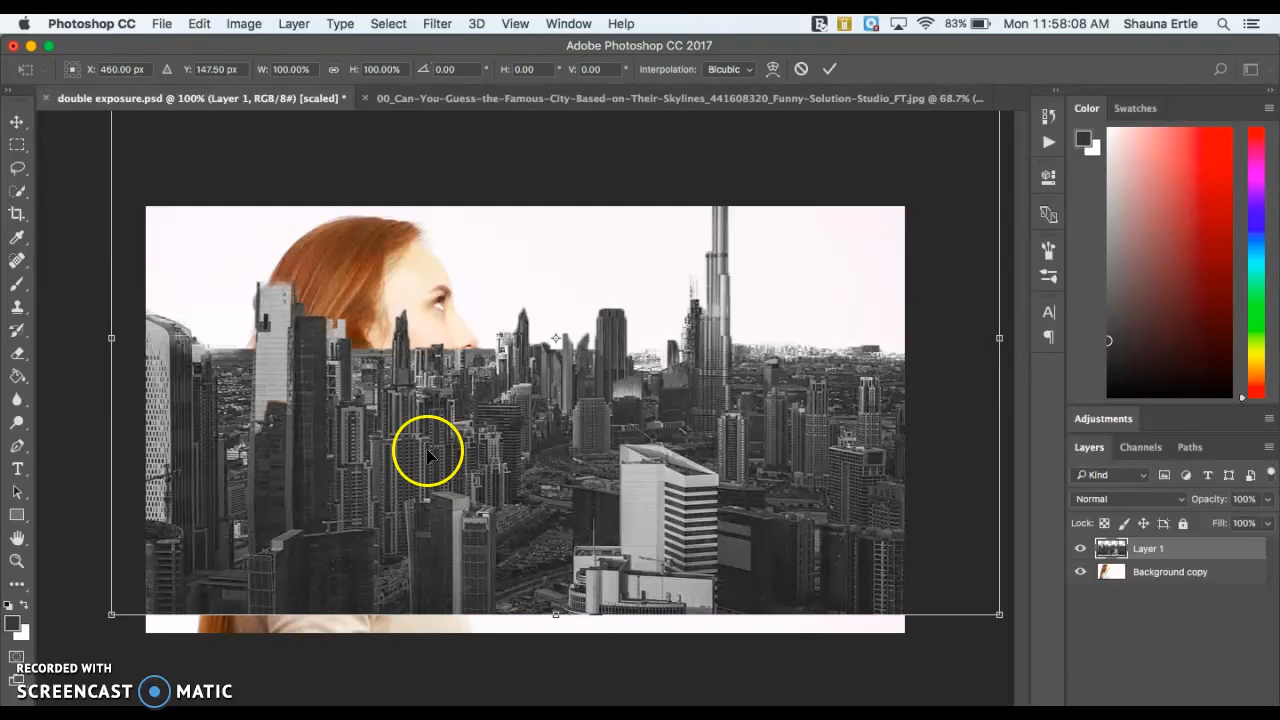 Photoshop CC File Edit Image Layer Type Select Filter 3D View Window Help 83% Mon 11:58:08 AM Shauna Ertle
Adobe Photoshop CC 2017
X: 460.00 px Y: 147.50 px W: 100.00% H: 100.00% 0.00 ° H: 0.00 ° V: 0.00 ° Interpolation: Bicubic
double exposure.psd @ 100% (Layer 1, RGB/8#) [scaled] * 00_Can-You-Guess-the-Famous-City-Based-on-Their-Skylines_441608320_Funny-Solution-Studio_FT.jpg @ 68.7% (...
Color Swatches
Adjustments
Layers Channels Paths
Kind
Normal Opacity: 100%
Lock: Fill: 100%
Layer 1
Background copy
RECORDED WITH
SCREENCAST MATIC